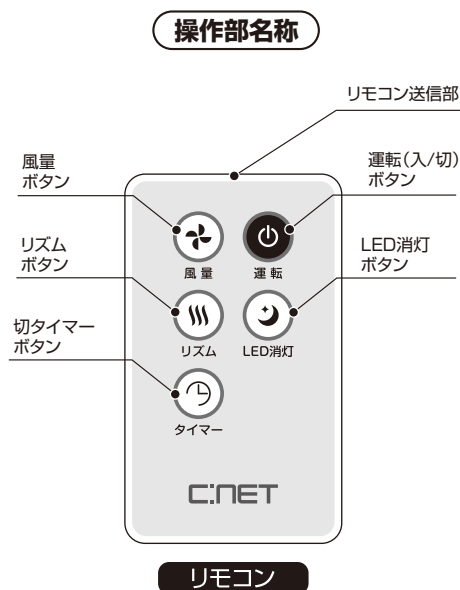 操作部名称
リモコン送信部
風量
ボタン
運転(入/切)
ボタン
リズム
ボタン
LED消灯
ボタン
切タイマー
ボタン
風量
運転
リズム
LED消灯
タイマー
C:NET
リモコン